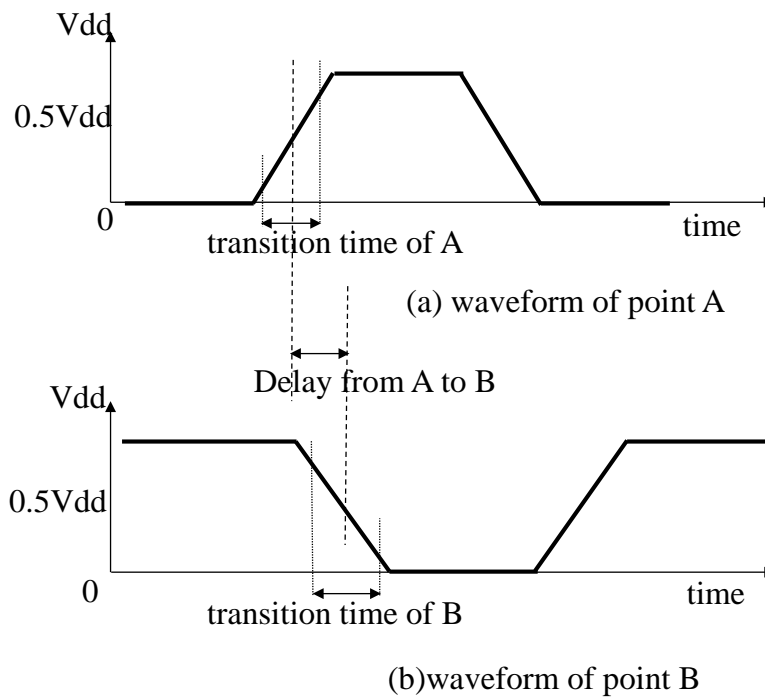 Vdd
0.5Vdd
0
time
transition time of A
(a) waveform of point A
Delay from A to B
Vdd
0.5Vdd
0
time
transition time of B
(b)waveform of point B